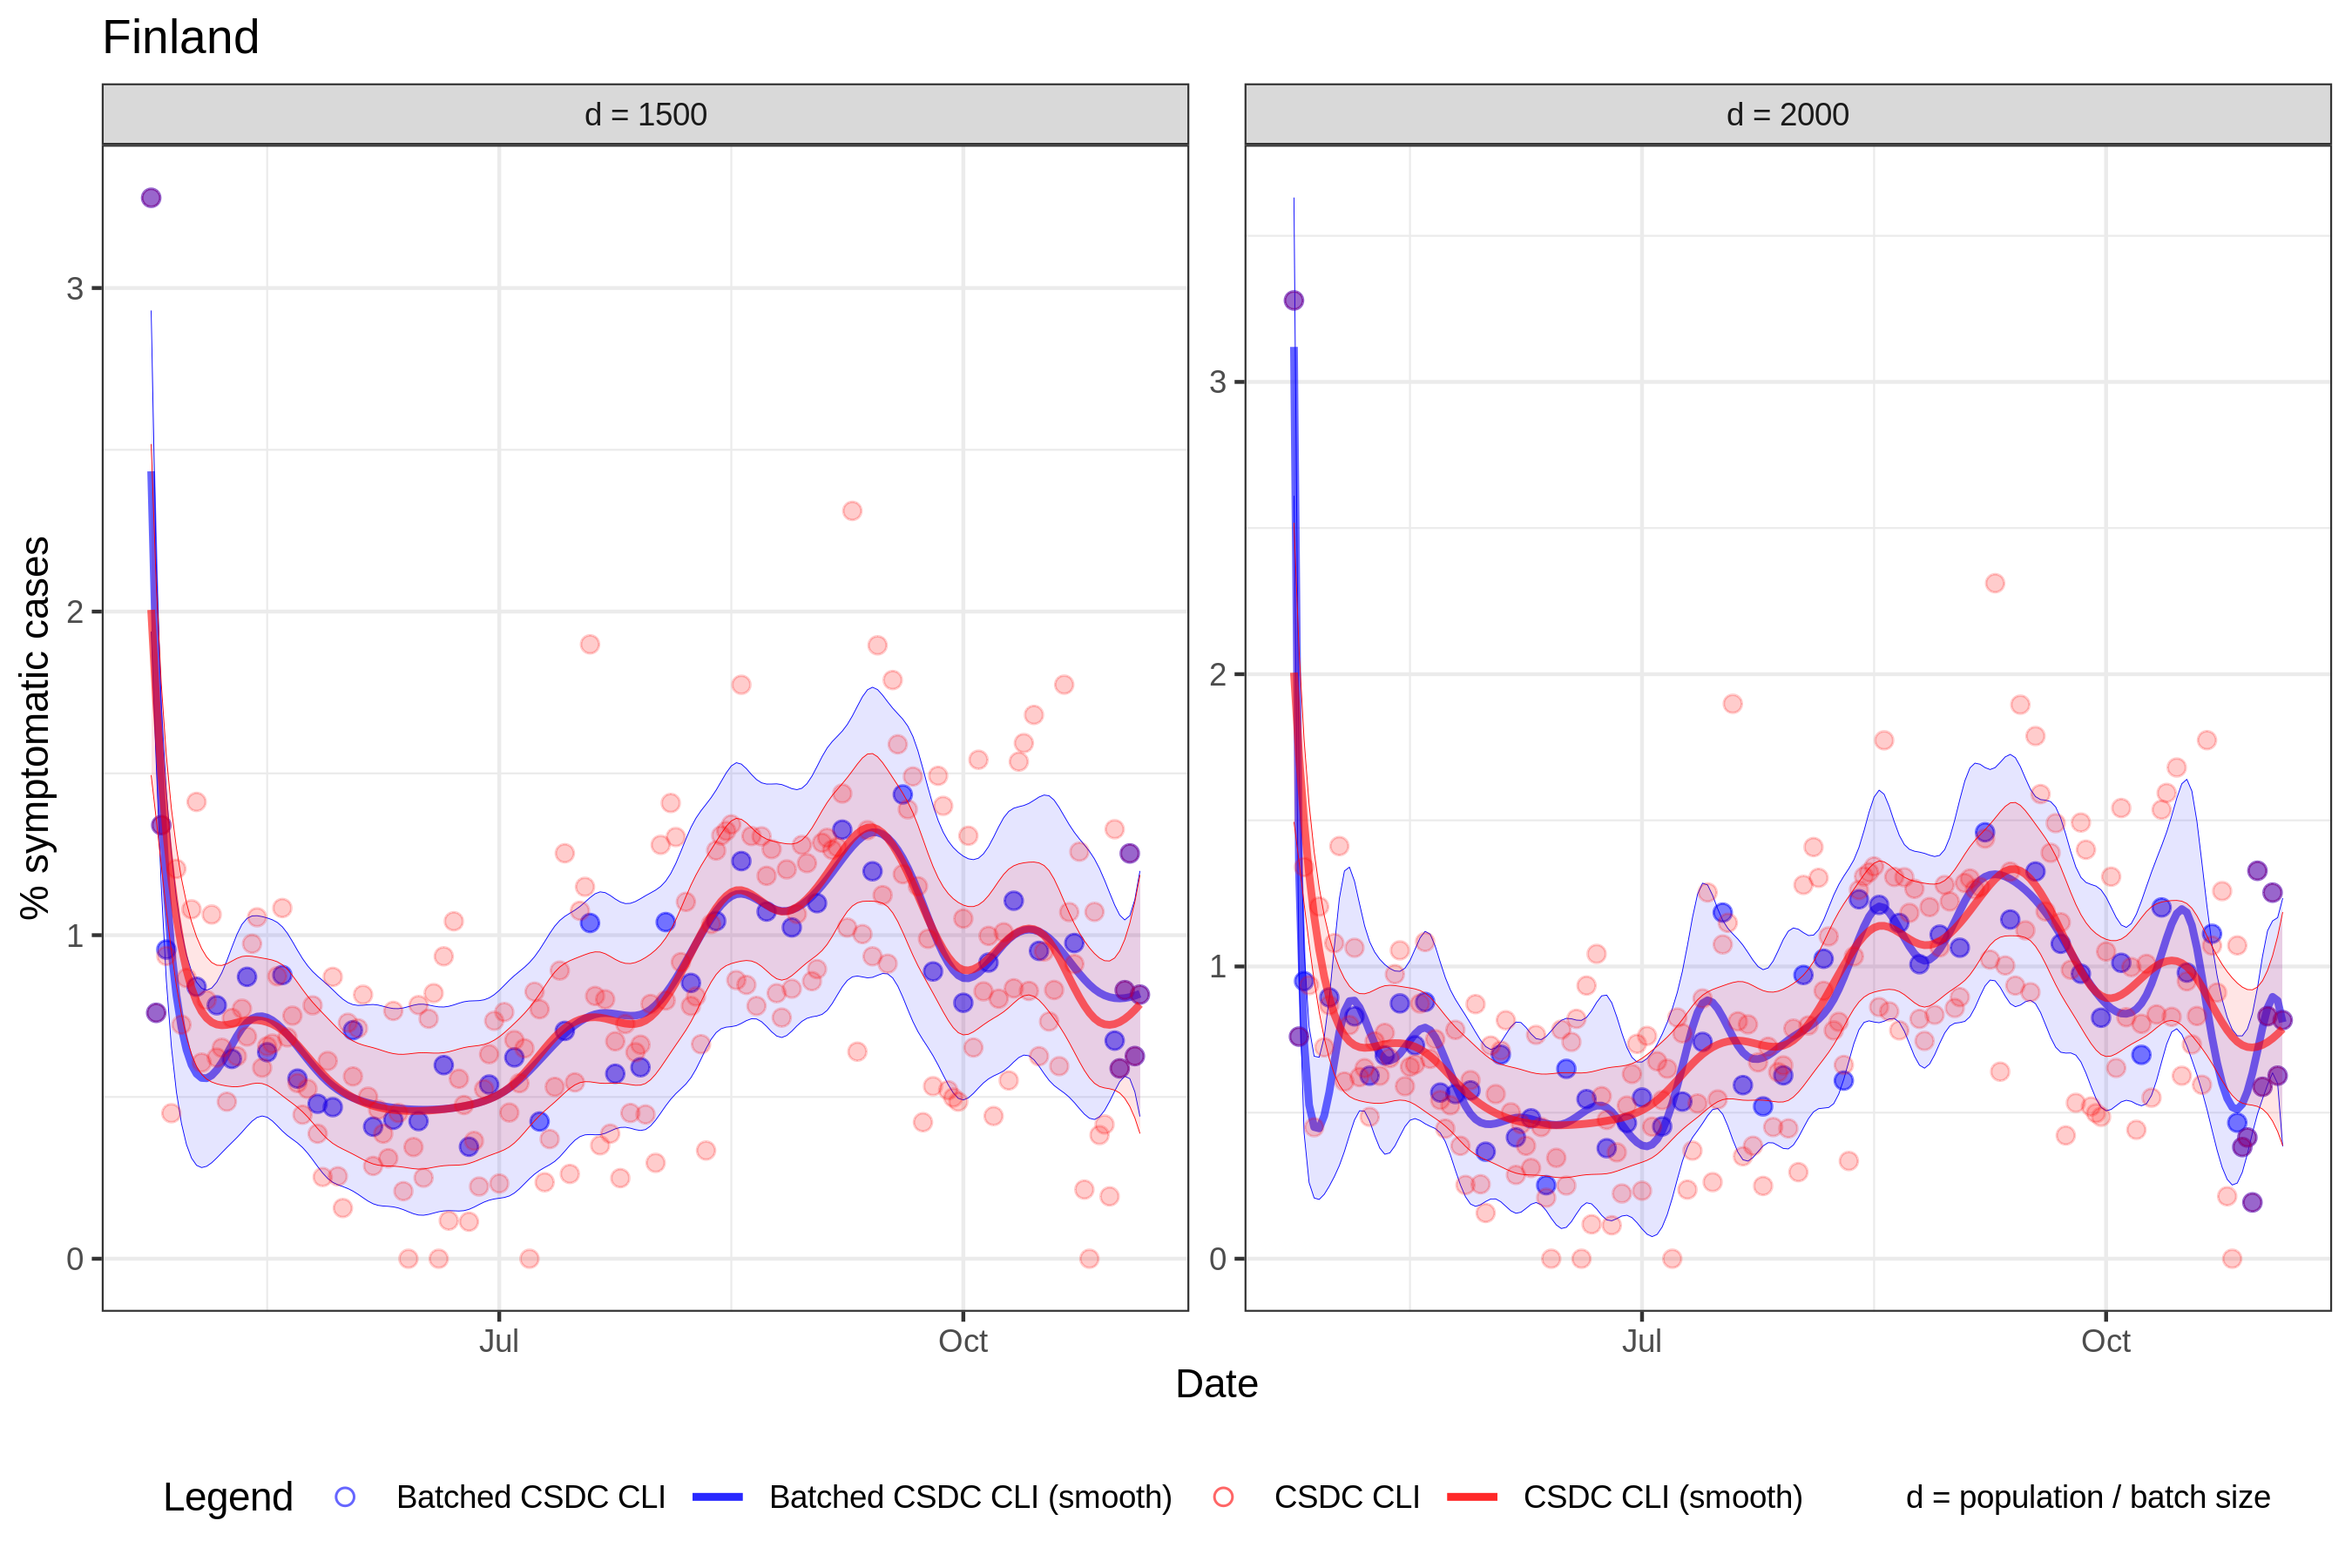 Finland
d = 1500
d = 2000
% symptomatic cases
3
2
1
0
3
2
1
0
Jul
Oct
Jul
Oct
Date
Legend
Batched CSDC CLI
Batched CSDC CLI (smooth)
CSDC CLI
CSDC CLI (smooth)
d = population / batch size